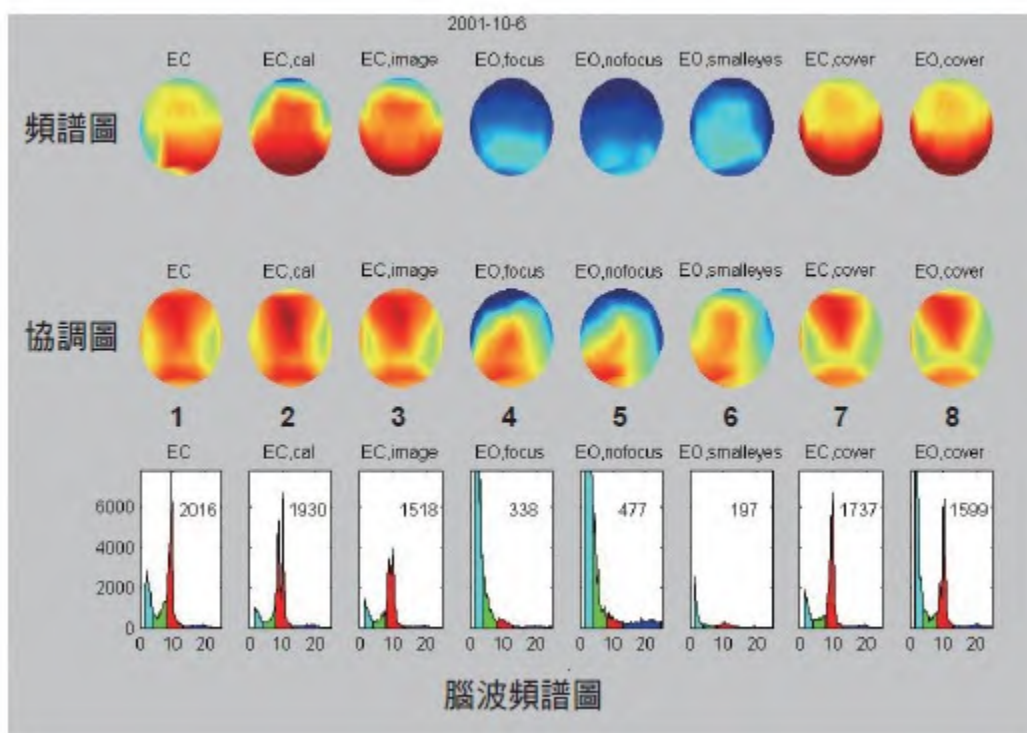 2001-10-6
EC EC,cal EC,image EO,focus EO,nofocus EO,smalleyes EC,cover EO,cover
頻譜圖
EC EC,cal EC,image EO,focus EO,nofocus EO,smalleyes EC,cover EO,cover
協調圖
1 2 3 4 5 6 7 8
EC EC,cal EC,image EO,focus EO,nofocus EO,smalleyes EC,cover EO,cover
6000 2016 1930 1518 338 477 197 1737 1599
4000
2000
0
0 10 20 0 10 20 0 10 20 0 10 20 0 10 20 0 10 20 0 10 20 0 10 20
腦波頻譜圖